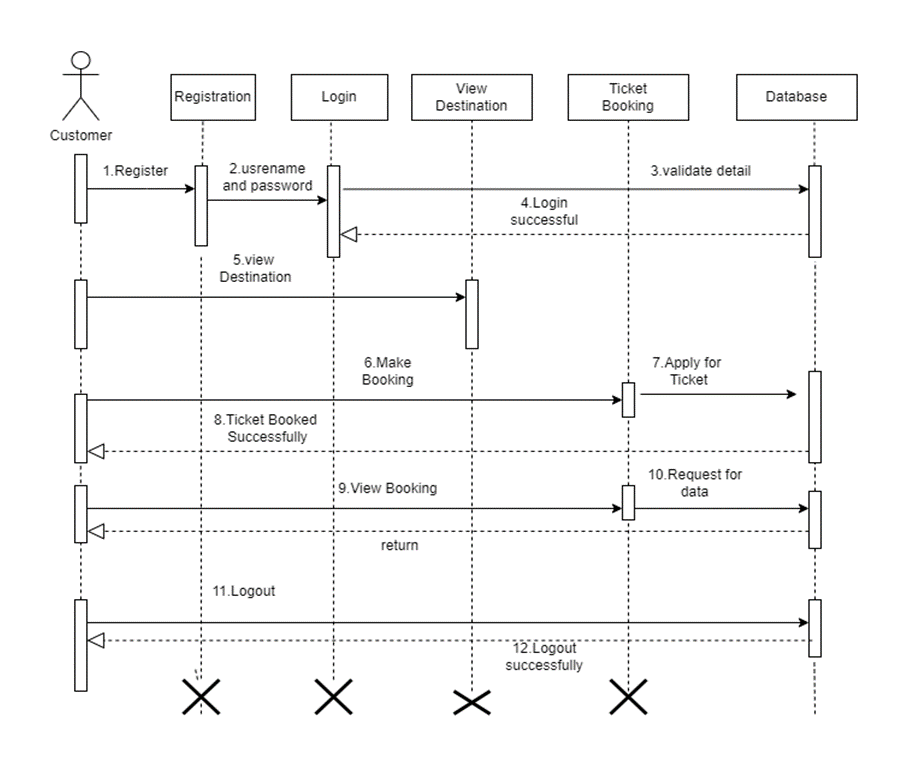 Customer
Registration
Login
View
Destination
Ticket
Booking
Database
1.Register
2.usrename
and password
3.validate detail
4.Login
successful
5.view
Destination
6.Make
Booking
7.Apply for
Ticket
8.Ticket Booked
Successfully
9.View Booking
10.Request for
data
return
11.Logout
12.Logout
successfully